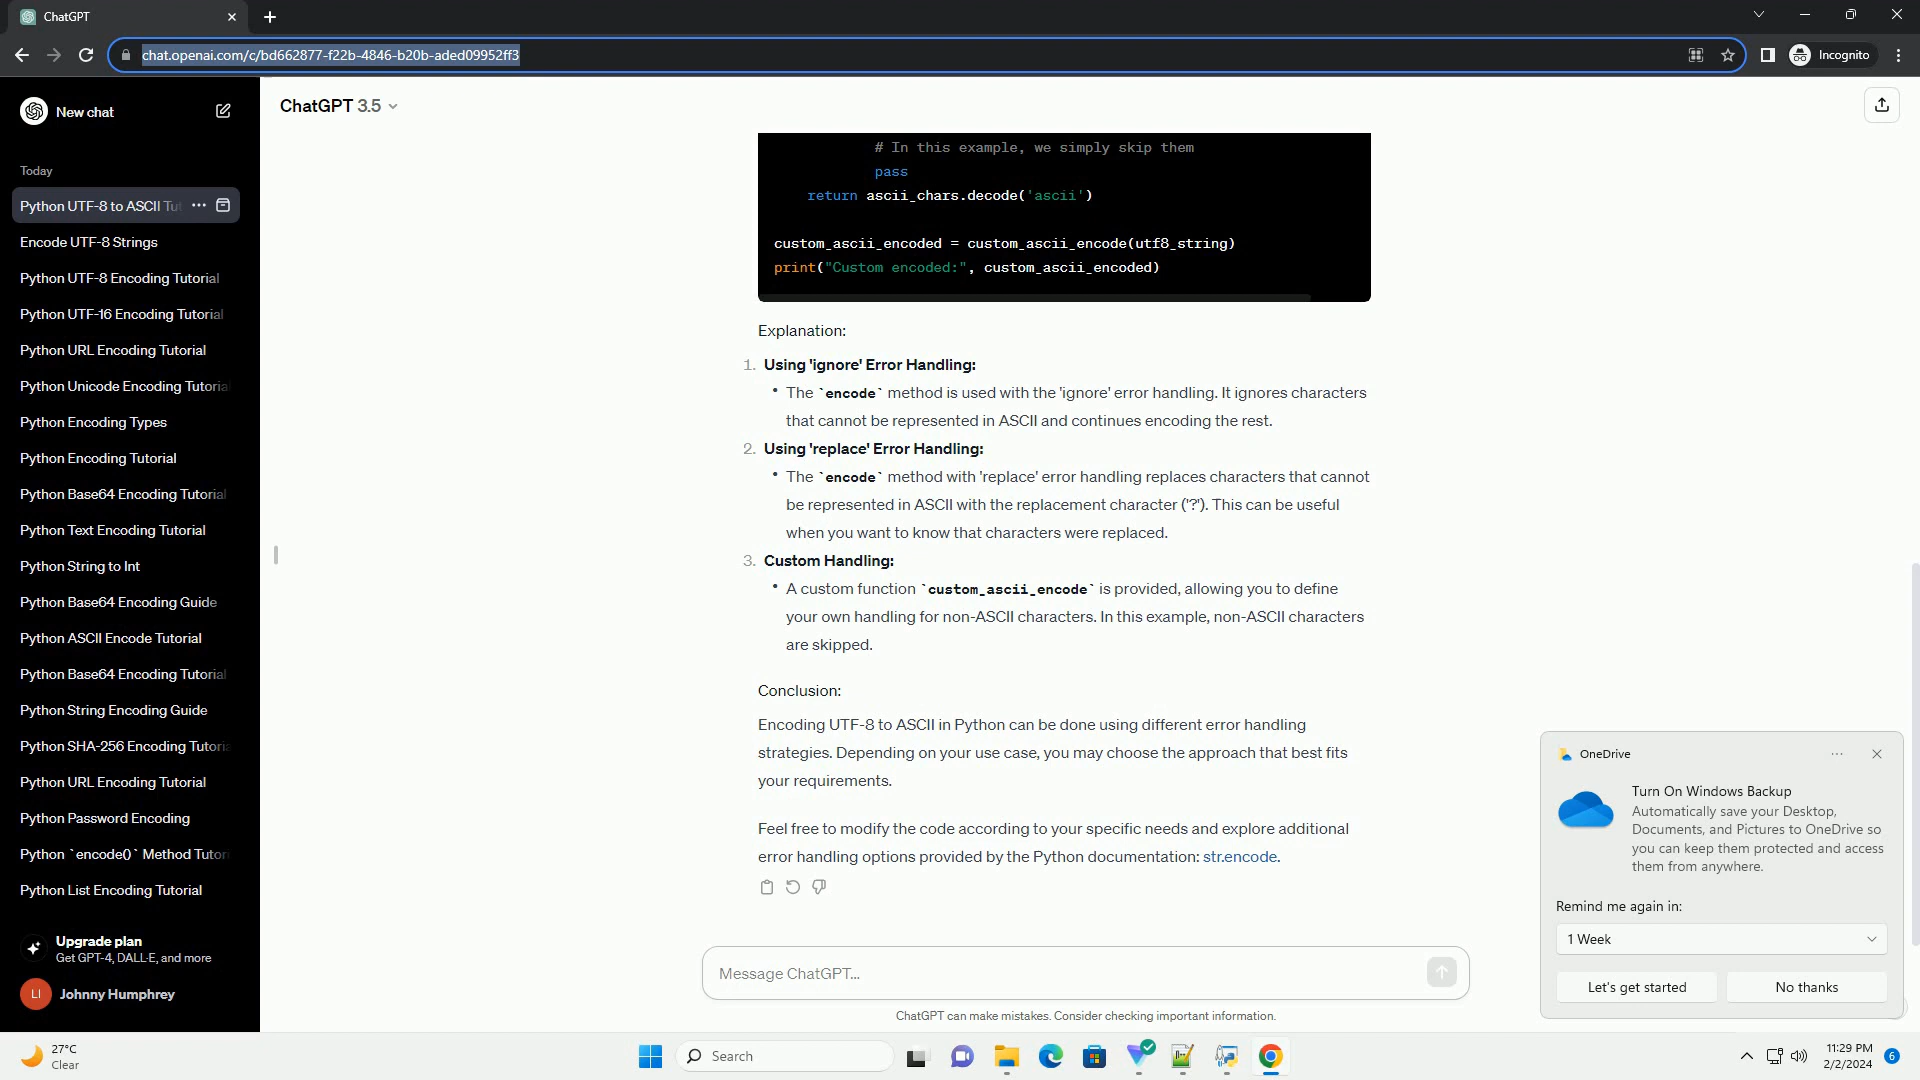 ChatGPT
chat.openai.com/c/bd662877-f22b-4846-b20b-aded09952ff3
Incognito
New chat
Today
Python UTF-8 to ASCII Tut
Encode UTF-8 Strings
Python UTF-8 Encoding Tutorial
Python UTF-16 Encoding Tutorial
Python URL Encoding Tutorial
Python Unicode Encoding Tutorial
Python Encoding Types
Python Encoding Tutorial
Python Base64 Encoding Tutorial
Python Text Encoding Tutorial
Python String to Int
Python Base64 Encoding Guide
Python ASCII Encode Tutorial
Python Base64 Encoding Tutorial
Python String Encoding Guide
Python SHA-256 Encoding Tutoria
Python URL Encoding Tutorial
Python Password Encoding
Python `encode()` Method Tutor
Python List Encoding Tutorial
Upgrade plan
Get GPT-4, DALL·E, and more
LI
Johnny Humphrey
ChatGPT 3.5
# In this example, we simply skip them
pass
return ascii_chars.decode('ascii')
custom_ascii_encoded = custom_ascii_encode(utf8_string)
print("Custom encoded:", custom_ascii_encoded)
Explanation:
1. Using 'ignore' Error Handling:
• The `encode` method is used with the 'ignore' error handling. It ignores characters
that cannot be represented in ASCII and continues encoding the rest.
2. Using 'replace' Error Handling:
• The `encode` method with 'replace' error handling replaces characters that cannot
be represented in ASCII with the replacement character ('?'). This can be useful
when you want to know that characters were replaced.
3. Custom Handling:
• A custom function `custom_ascii_encode` is provided, allowing you to define
your own handling for non-ASCII characters. In this example, non-ASCII characters
are skipped.
Conclusion:
Encoding UTF-8 to ASCII in Python can be done using different error handling
strategies. Depending on your use case, you may choose the approach that best fits
your requirements.
Feel free to modify the code according to your specific needs and explore additional
error handling options provided by the Python documentation: str.encode.
Message ChatGPT...
ChatGPT can make mistakes. Consider checking important information.
OneDrive
Turn On Windows Backup
Automatically save your Desktop,
Documents, and Pictures to OneDrive so
you can keep them protected and access
them from anywhere.
Remind me again in:
1 Week
Let's get started
No thanks
27°C
Clear
Search
11:29 PM
2/2/2024
6